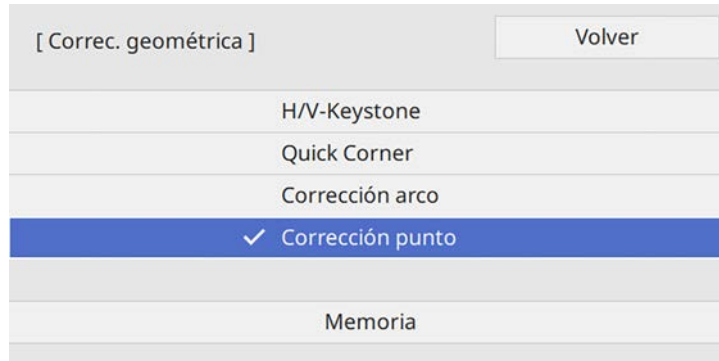 [ Correc. geométrica ]
Volver
H/V-Keystone
Quick Corner
Corrección arco
Corrección punto
Memoria